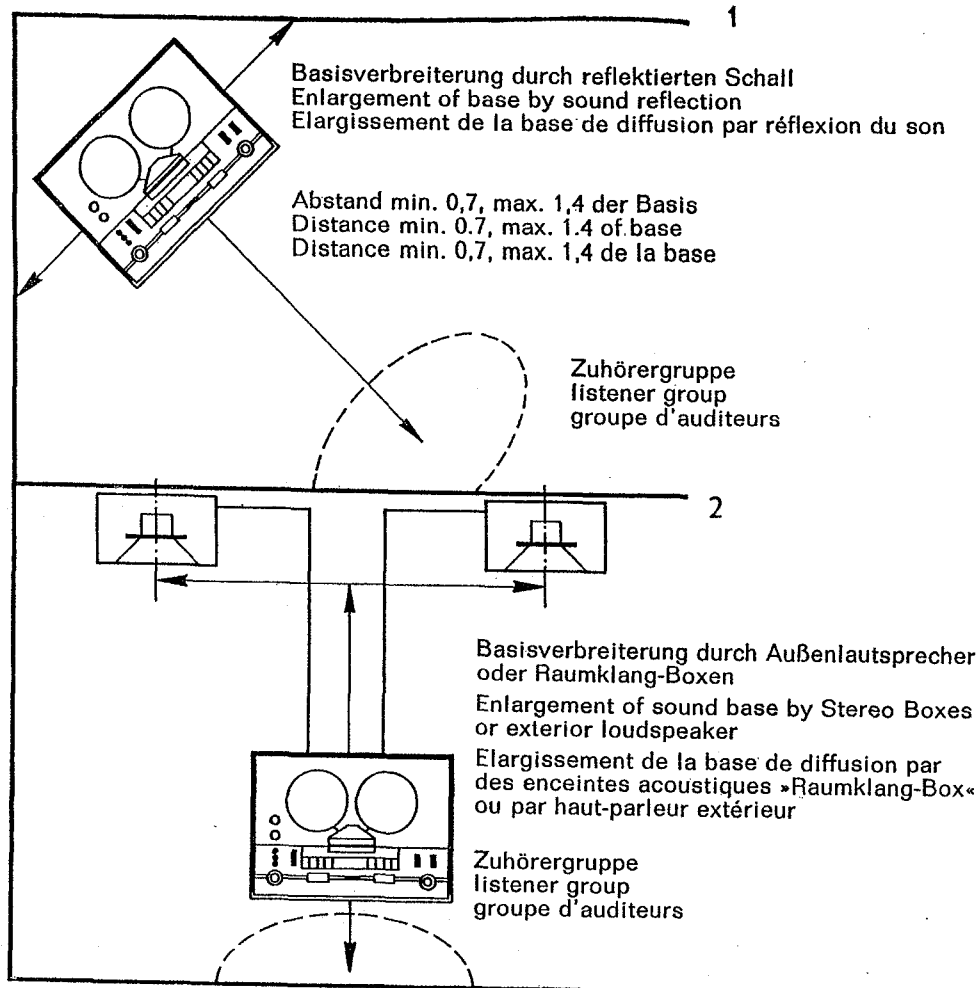 1
Basisverbreiterung durch reflektierten Schall
Enlargement of base by sound reflection
Elargissement de la base de diffusion par réflexion du son
Abstand min. 0,7, max. 1,4 der Basis
Distance min. 0.7, max. 1.4 of base
Distance min. 0,7, max. 1,4 de la base
Zuhörergruppe
listener group
groupe d'auditeurs
2
Basisverbreiterung durch Außenlautsprecher
oder Raumklang-Boxen
Enlargement of sound base by Stereo Boxes
or exterior loudspeaker
Elargissement de la base de diffusion par
des enceintes acoustiques »Raumklang-Box«
ou par haut-parleur extérieur
Zuhörergruppe
listener group
groupe d'auditeurs